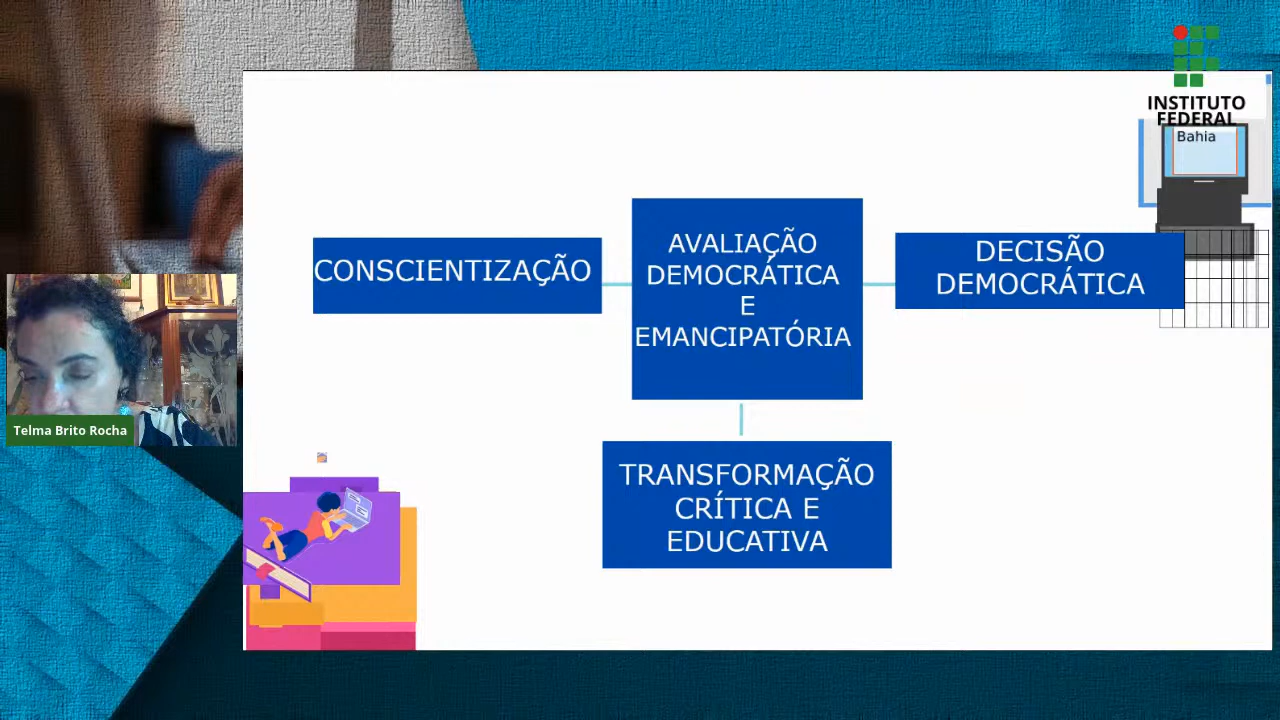 INSTITUTO
FEDERAL
Bahia
CONSCIENTIZAÇÃO
AVALIAÇÃO
DEMOCRÁTICA
E
EMANCIPATÓRIA
DECISÃO
DEMOCRÁTICA
TRANSFORMAÇÃO
CRÍTICA E
EDUCATIVA
Telma Brito Rocha